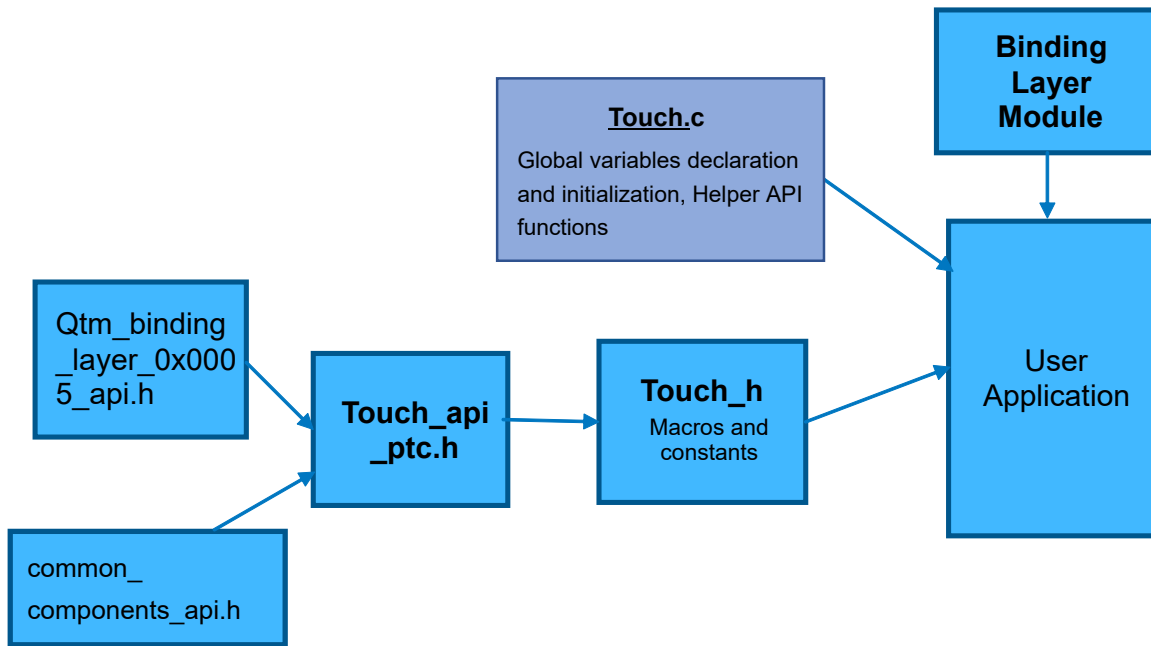 Binding
Layer
Module
Touch.c
Global variables declaration
and initialization, Helper API
functions
Qtm_binding
_layer_0x000
5_api.h
Touch_api
_ptc.h
Touch_h
Macros and
constants
User
Application
common_
components_api.h